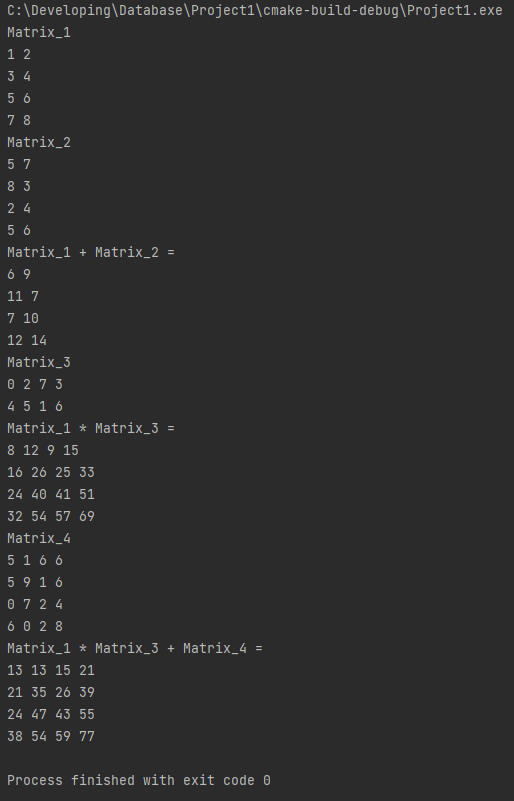 C:\Developing\Database\Project1\cmake-build-debug\Project1.exe
Matrix_1
1 2
3 4
5 6
7 8
Matrix_2
5 7
8 3
2 4
5 6
Matrix_1 + Matrix_2 =
6 9
11 7
7 10
12 14
Matrix_3
0 2 7 3
4 5 1 6
Matrix_1 * Matrix_3 =
8 12 9 15
16 26 25 33
24 40 41 51
32 54 57 69
Matrix_4
5 1 6 6
5 9 1 6
0 7 2 4
6 0 2 8
Matrix_1 * Matrix_3 + Matrix_4 =
13 13 15 21
21 35 26 39
24 47 43 55
38 54 59 77
Process finished with exit code 0